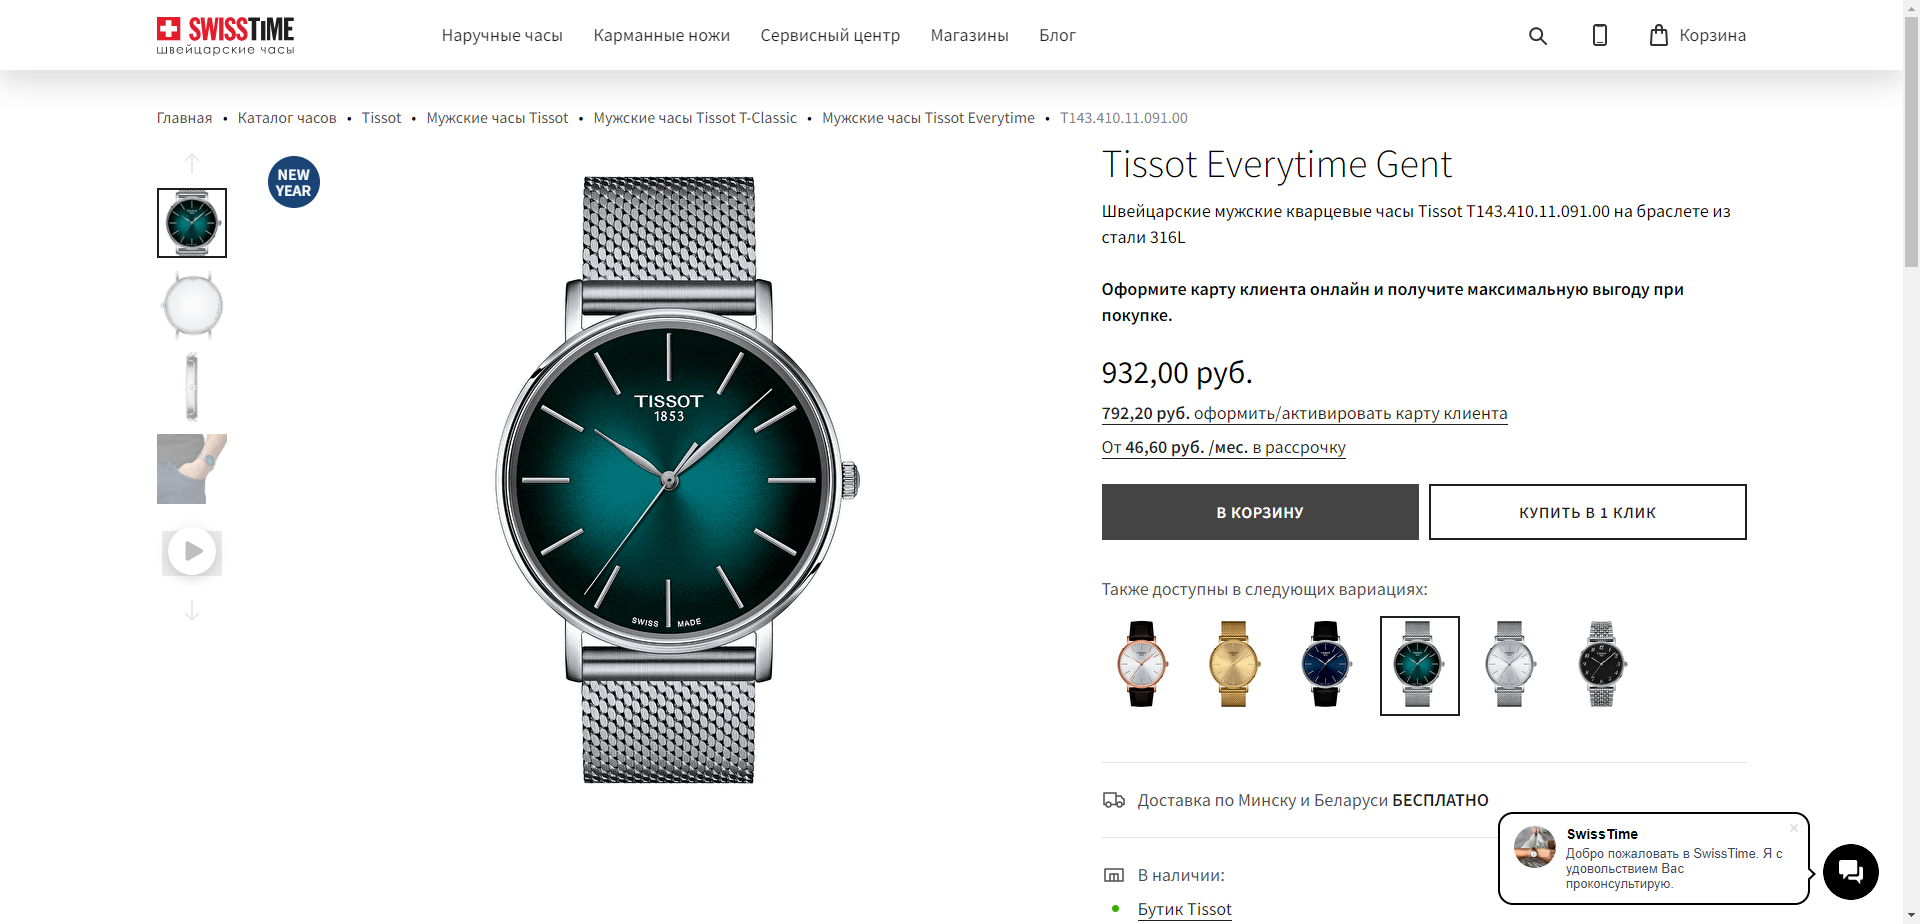 SWISSTIME
швейцарские часы
Наручные часы
Карманные ножи
Сервисный центр
Магазины
Блог
Корзина
Главная • Каталог часов • Tissot • Мужские часы Tissot • Мужские часы Tissot T-Classic • Мужские часы Tissot Everytime • T143.410.11.091.00
NEW
YEAR
TISSOT
1853
SWISS MADE
Tissot Everytime Gent
Швейцарские мужские кварцевые часы Tissot T143.410.11.091.00 на браслете из
стали 316L
Оформите карту клиента онлайн и получите максимальную выгоду при
покупке.
932,00 руб.
792,20 руб. оформить/активировать карту клиента
От 46,60 руб. /мес. в рассрочку
В КОРЗИНУ
КУПИТЬ В 1 КЛИК
Также доступны в следующих вариациях:
Доставка по Минску и Беларуси БЕСПЛАТНО
В наличии:
Бутик Tissot
SwissTime
Добро пожаловать в SwissTime. Я с
удовольствием Вас
проконсультирую.